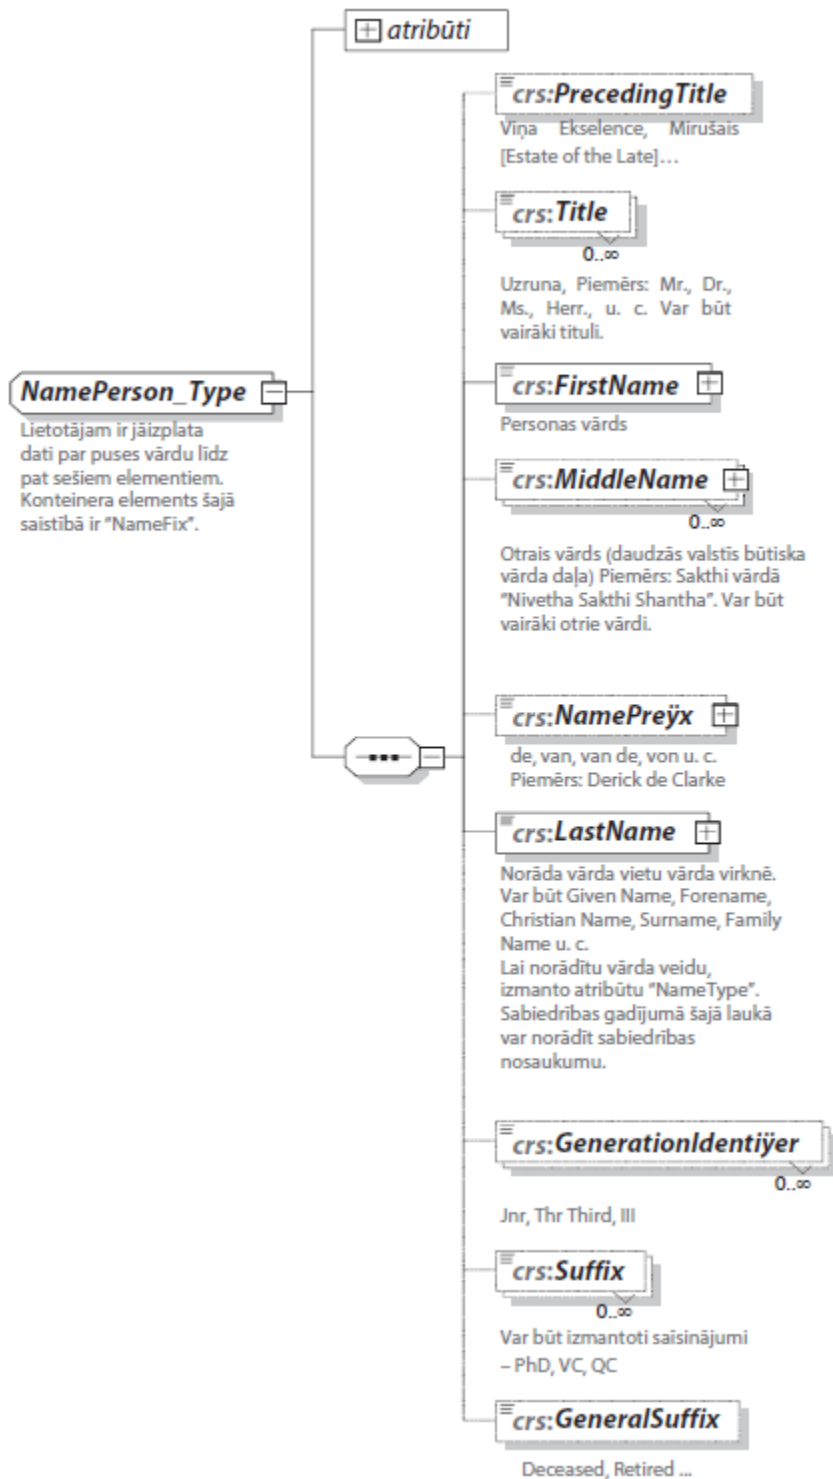 atribūti
crs:PrecedingTitle
Viņa Ekselence, Mirušais
[Estate of the Late]...
crs:Title
0..∞
Uzruna, Piemērs: Mr., Dr.,
Ms., Herr., u. c. Var būt
vairāki tituli.
NamePerson_Type
Lietotājam ir jāizplata
dati par puses vārdu līdz
pat sešiem elementiem.
Konteinera elements šajā
saistībā ir “NameFix”.
crs:FirstName
Personas vārds
crs:MiddleName
0..∞
Otrais vārds (daudzās valstīs būtiska
vārda daļa) Piemērs: Sakthi vārdā
“Nivetha Sakthi Shantha”. Var būt
vairāki otrie vārdi.
crs:NamePreÿx
de, van, van de, von u. c.
Piemērs: Derick de Clarke
crs:LastName
Norāda vārda vietu vārda virknē.
Var būt Given Name, Forename,
Christian Name, Surname, Family
Name u. c.
Lai norādītu vārda veidu,
izmanto atribūtu “NameType”.
Sabiedrības gadījumā šajā laukā
var norādīt sabiedrības
nosaukumu.
crs:GenerationIdentiÿer
0..∞
Jnr, Thr Third, III
crs:Suffix
0..∞
Var būt izmantoti saīsinājumi
– PhD, VC, QC
crs:GeneralSuffix
Deceased, Retired ...